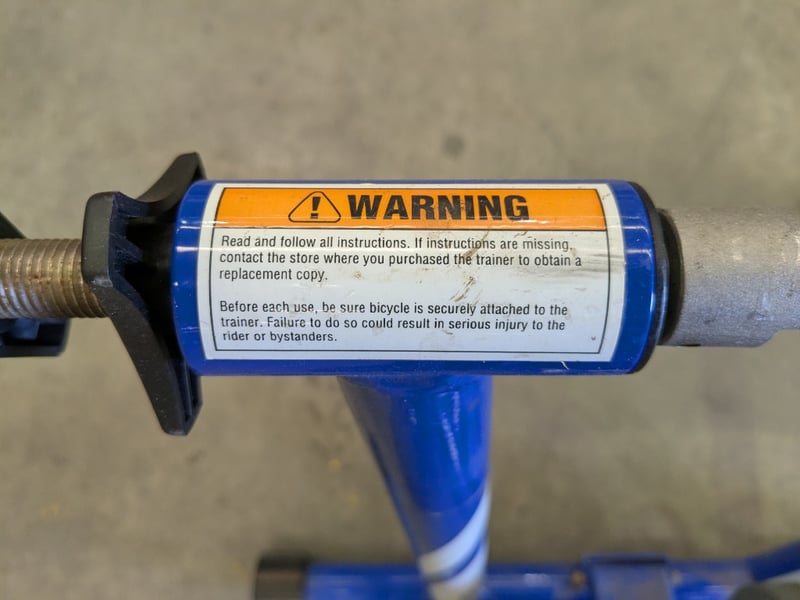 WARNING
Read and follow all instructions. If instructions are missing,
contact the store where you purchased the trainer to obtain a
replacement copy.
Before each use, be sure bicycle is securely attached to the
trainer. Failure to do so could result in serious injury to the
rider or bystanders.